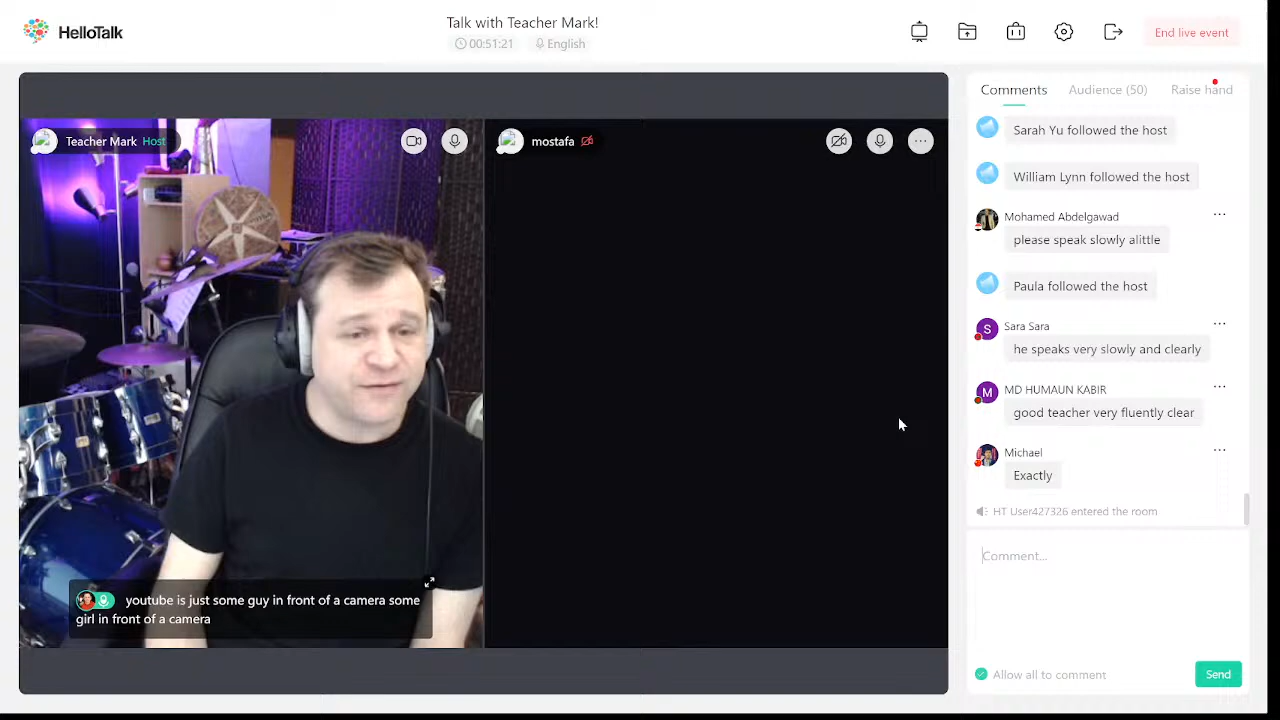 HelloTalk
Talk with Teacher Mark!
00:51:21
English
End live event
Teacher Mark Host
mostafa
youtube is just some guy in front of a camera some
girl in front of a camera
Comments
Audience (50)
Raise hand
Sarah Yu followed the host
William Lynn followed the host
Mohamed Abdelgawad
please speak slowly alittle
Paula followed the host
S
Sara Sara
he speaks very slowly and clearly
M
MD HUMAUN KABIR
good teacher very fluently clear
Michael
Exactly
HT User427326 entered the room
Comment...
Allow all to comment
Send